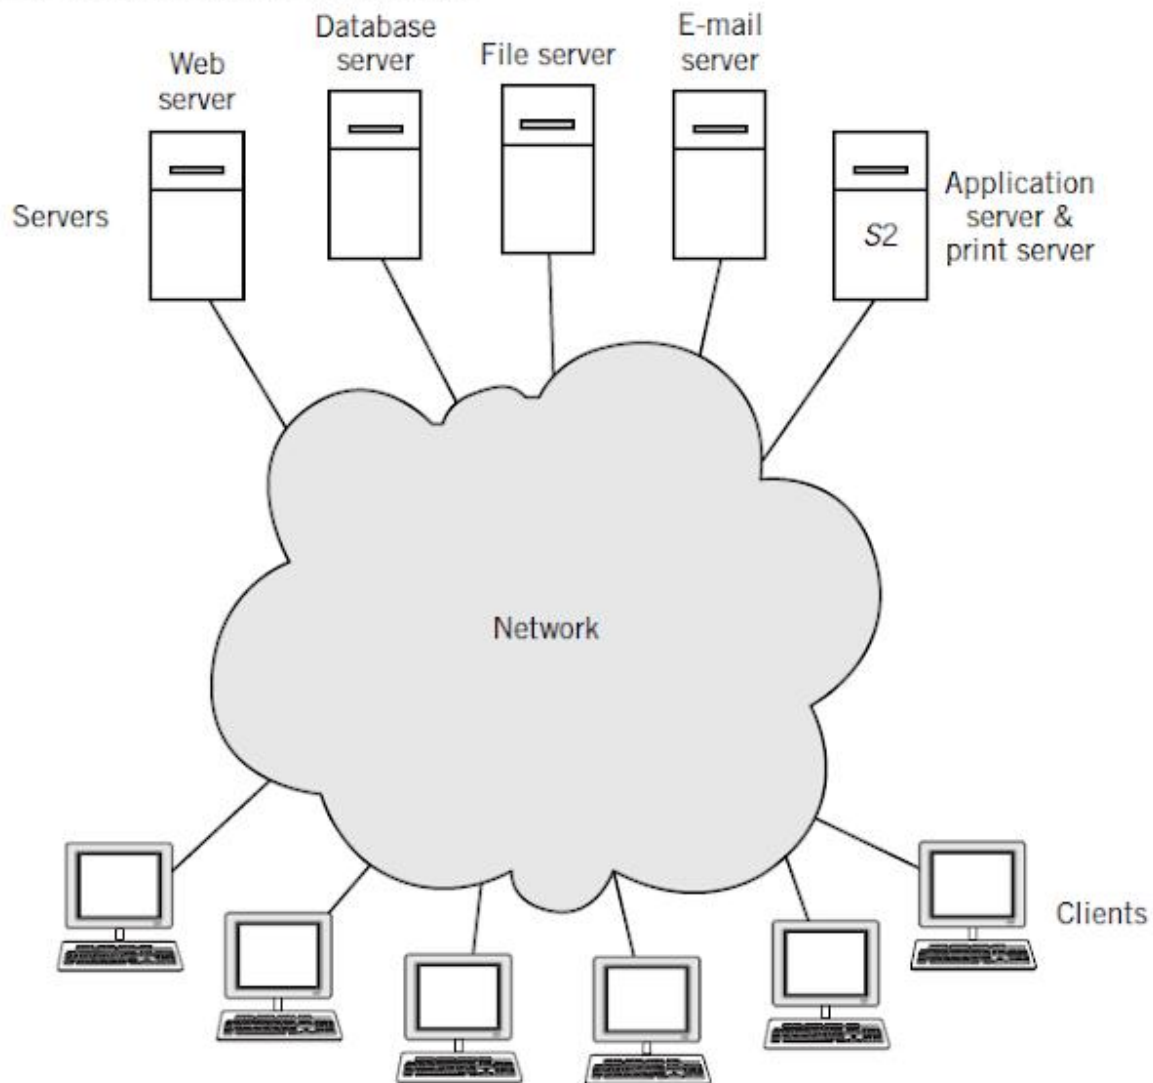 Web
server
Database
server
File server
E-mail
server
Servers
S2
Application
server &
print server
Network
Clients